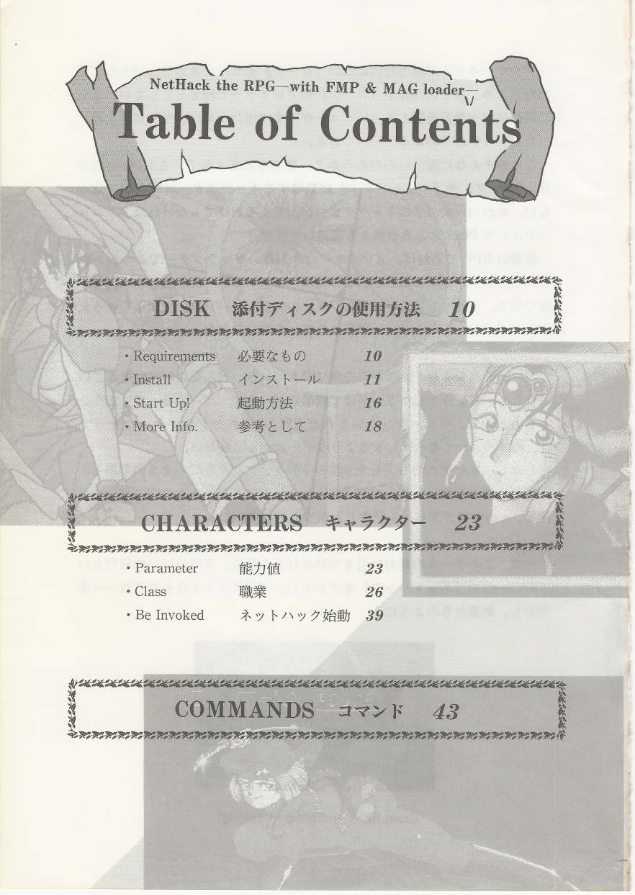 NetHack the RPG—with FMP & MAG loader—
Table of Contents
DISK 添付ディスクの使用方法 10
・Requirements 必要なもの 10
・Install インストール 11
・Start Up! 起動方法 16
・More Info. 参考として 18
CHARACTERS キャラクター 23
・Parameter 能力値 23
・Class 職業 26
・Be Invoked ネットハック始動 39
COMMANDS コマンド 43